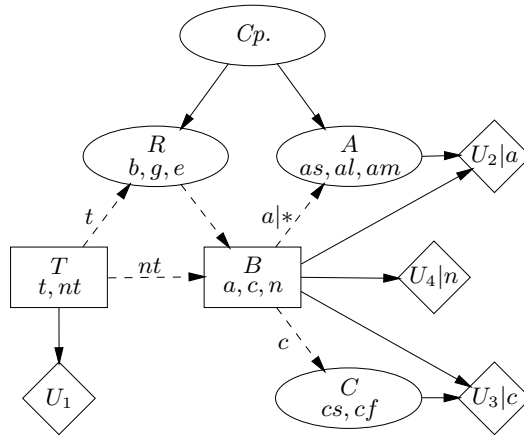 Cp.
R
b, g, e
A
as, al, am
U₂|a
t
a|*
T
t, nt
nt
B
a, c, n
U₄|n
c
U₁
C
cs, cf
U₃|c